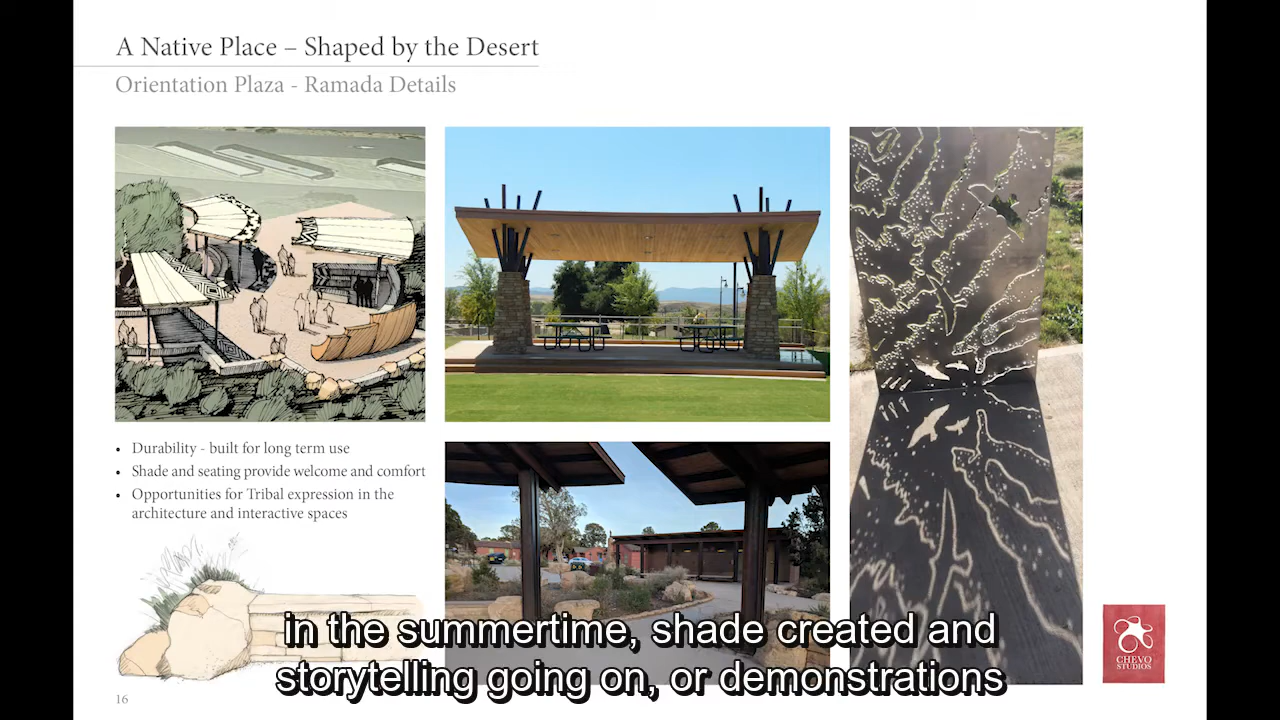 A Native Place – Shaped by the Desert
Orientation Plaza - Ramada Details
• Durability - built for long term use
• Shade and seating provide welcome and comfort
• Opportunities for Tribal expression in the
architecture and interactive spaces
in the summertime, shade created and
storytelling going on, or demonstrations
CHEVO
STUDIOS
16